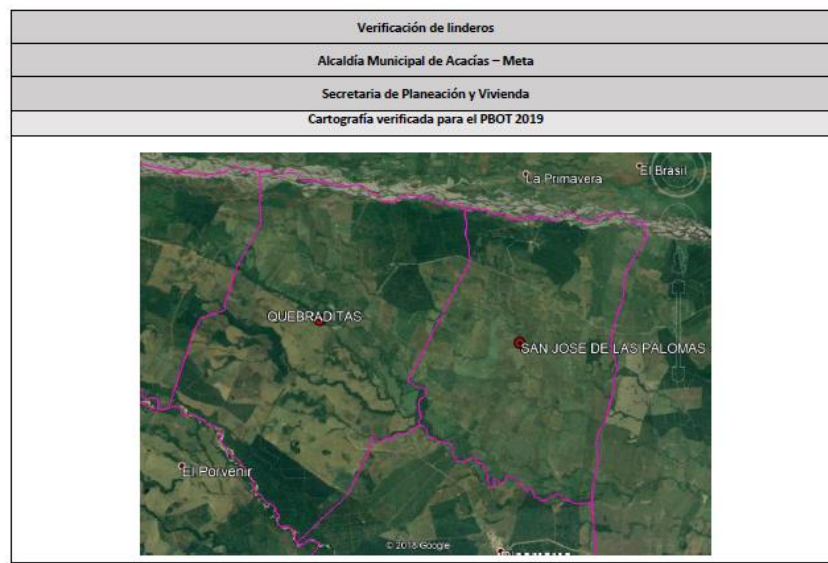 Verificación de linderos
Alcaldía Municipal de Acacías – Meta
Secretaria de Planeación y Vivienda
Cartografía verificada para el PBOT 2019
La Primavera
El Brasil
QUEBRADITAS
SAN JOSE DE LAS PALOMAS
El Porvenir
© 2018 Google